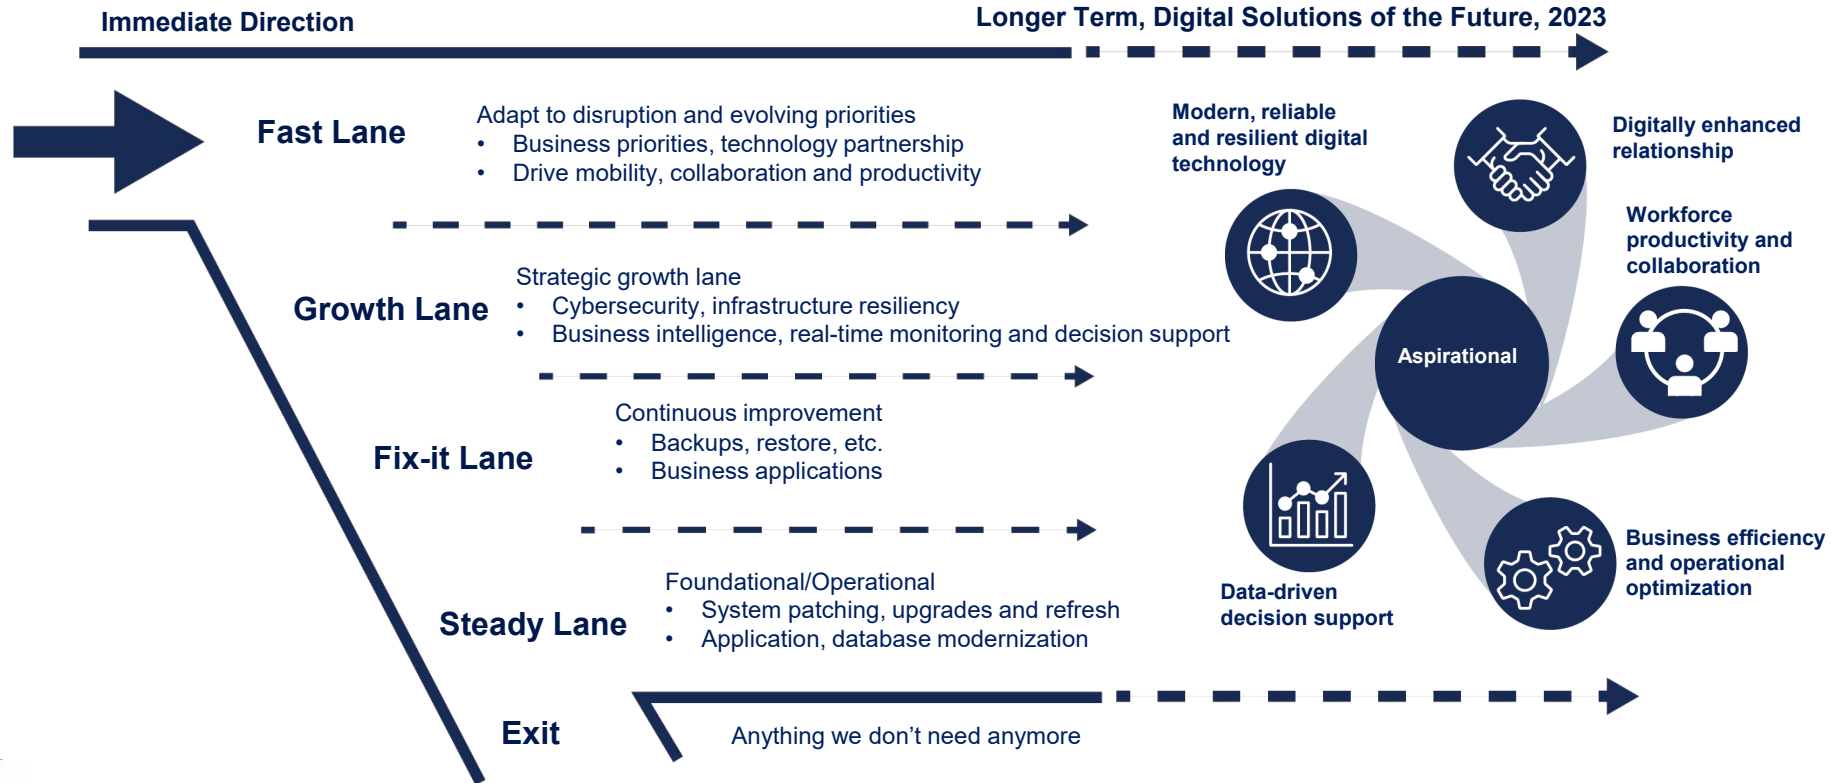 Immediate Direction
Longer Term, Digital Solutions of the Future, 2023
Fast Lane
Adapt to disruption and evolving priorities
• Business priorities, technology partnership
• Drive mobility, collaboration and productivity
Growth Lane
Strategic growth lane
• Cybersecurity, infrastructure resiliency
• Business intelligence, real-time monitoring and decision support
Fix-it Lane
Continuous improvement
• Backups, restore, etc.
• Business applications
Steady Lane
Foundational/Operational
• System patching, upgrades and refresh
• Application, database modernization
Exit
Anything we don’t need anymore
Modern, reliable
and resilient digital
technology
Digitally enhanced
relationship
Workforce
productivity and
collaboration
Aspirational
Data-driven
decision support
Business efficiency
and operational
optimization